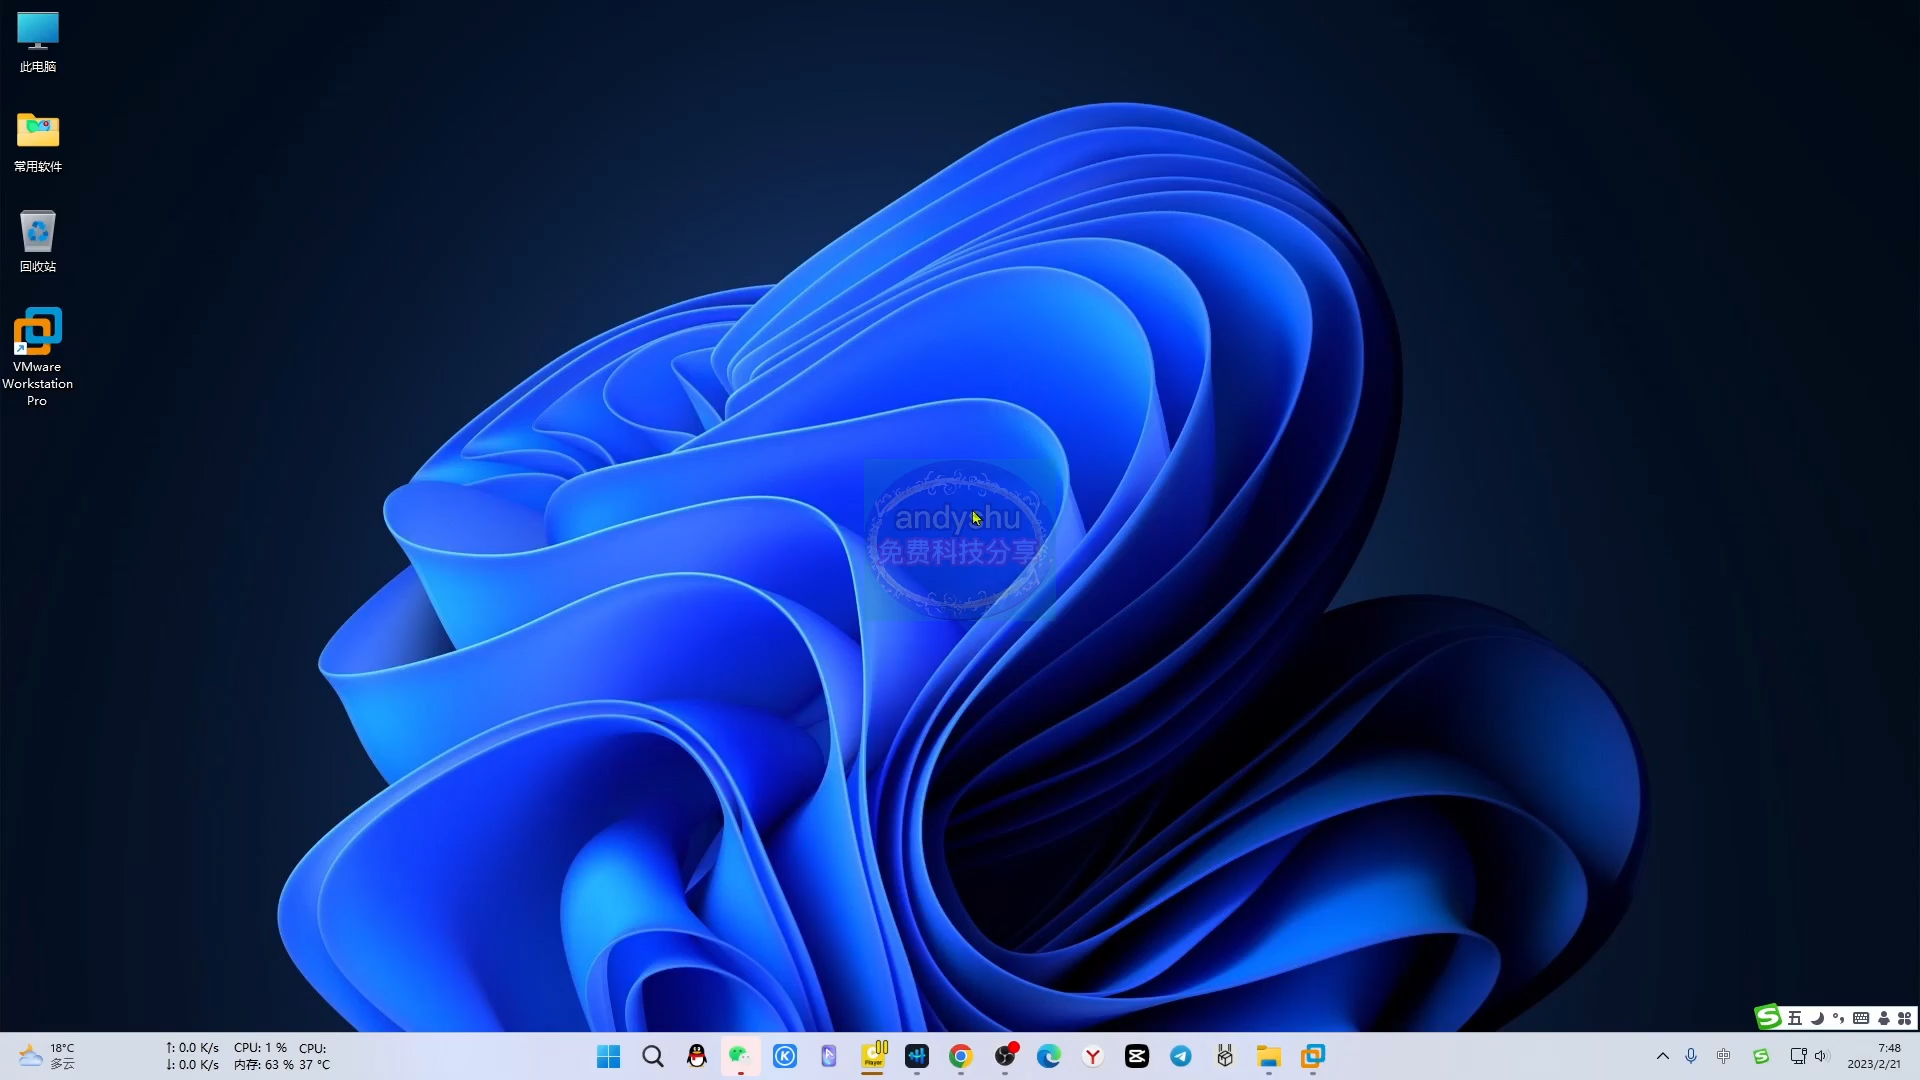 此电脑
常用软件
回收站
VMware
Workstation
Pro
andyshu
免费科技分享
五
18°C
多云
↑: 0.0 K/s
↓: 0.0 K/s
CPU: 1 %
内存: 63 %
CPU:
37 °C
Player
中
7:48
2023/2/21